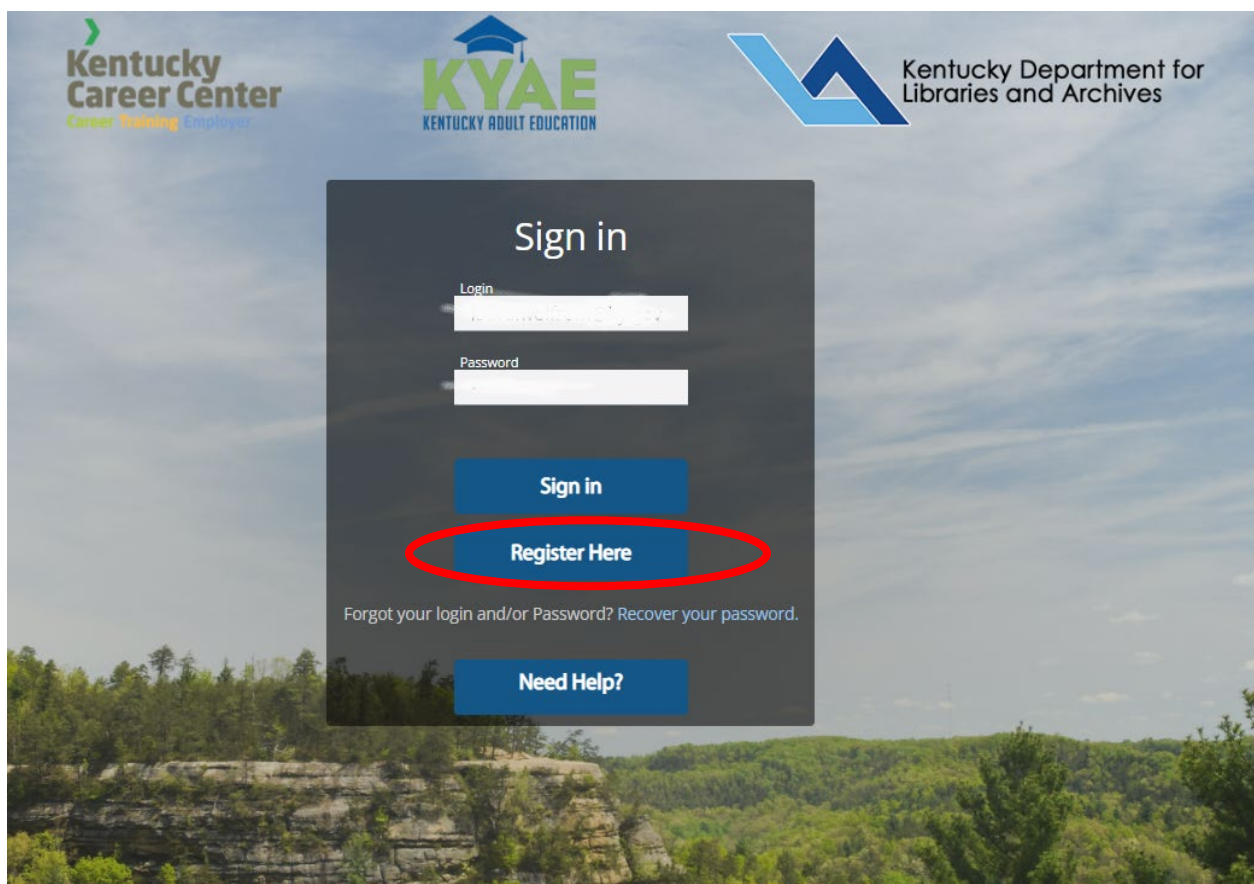 Kentucky
Career Center
Career Training Employer
KYAE
KENTUCKY ADULT EDUCATION
Kentucky Department for
Libraries and Archives
Sign in
Login
Password
Sign in
Register Here
Forgot your login and/or Password? Recover your password.
Need Help?